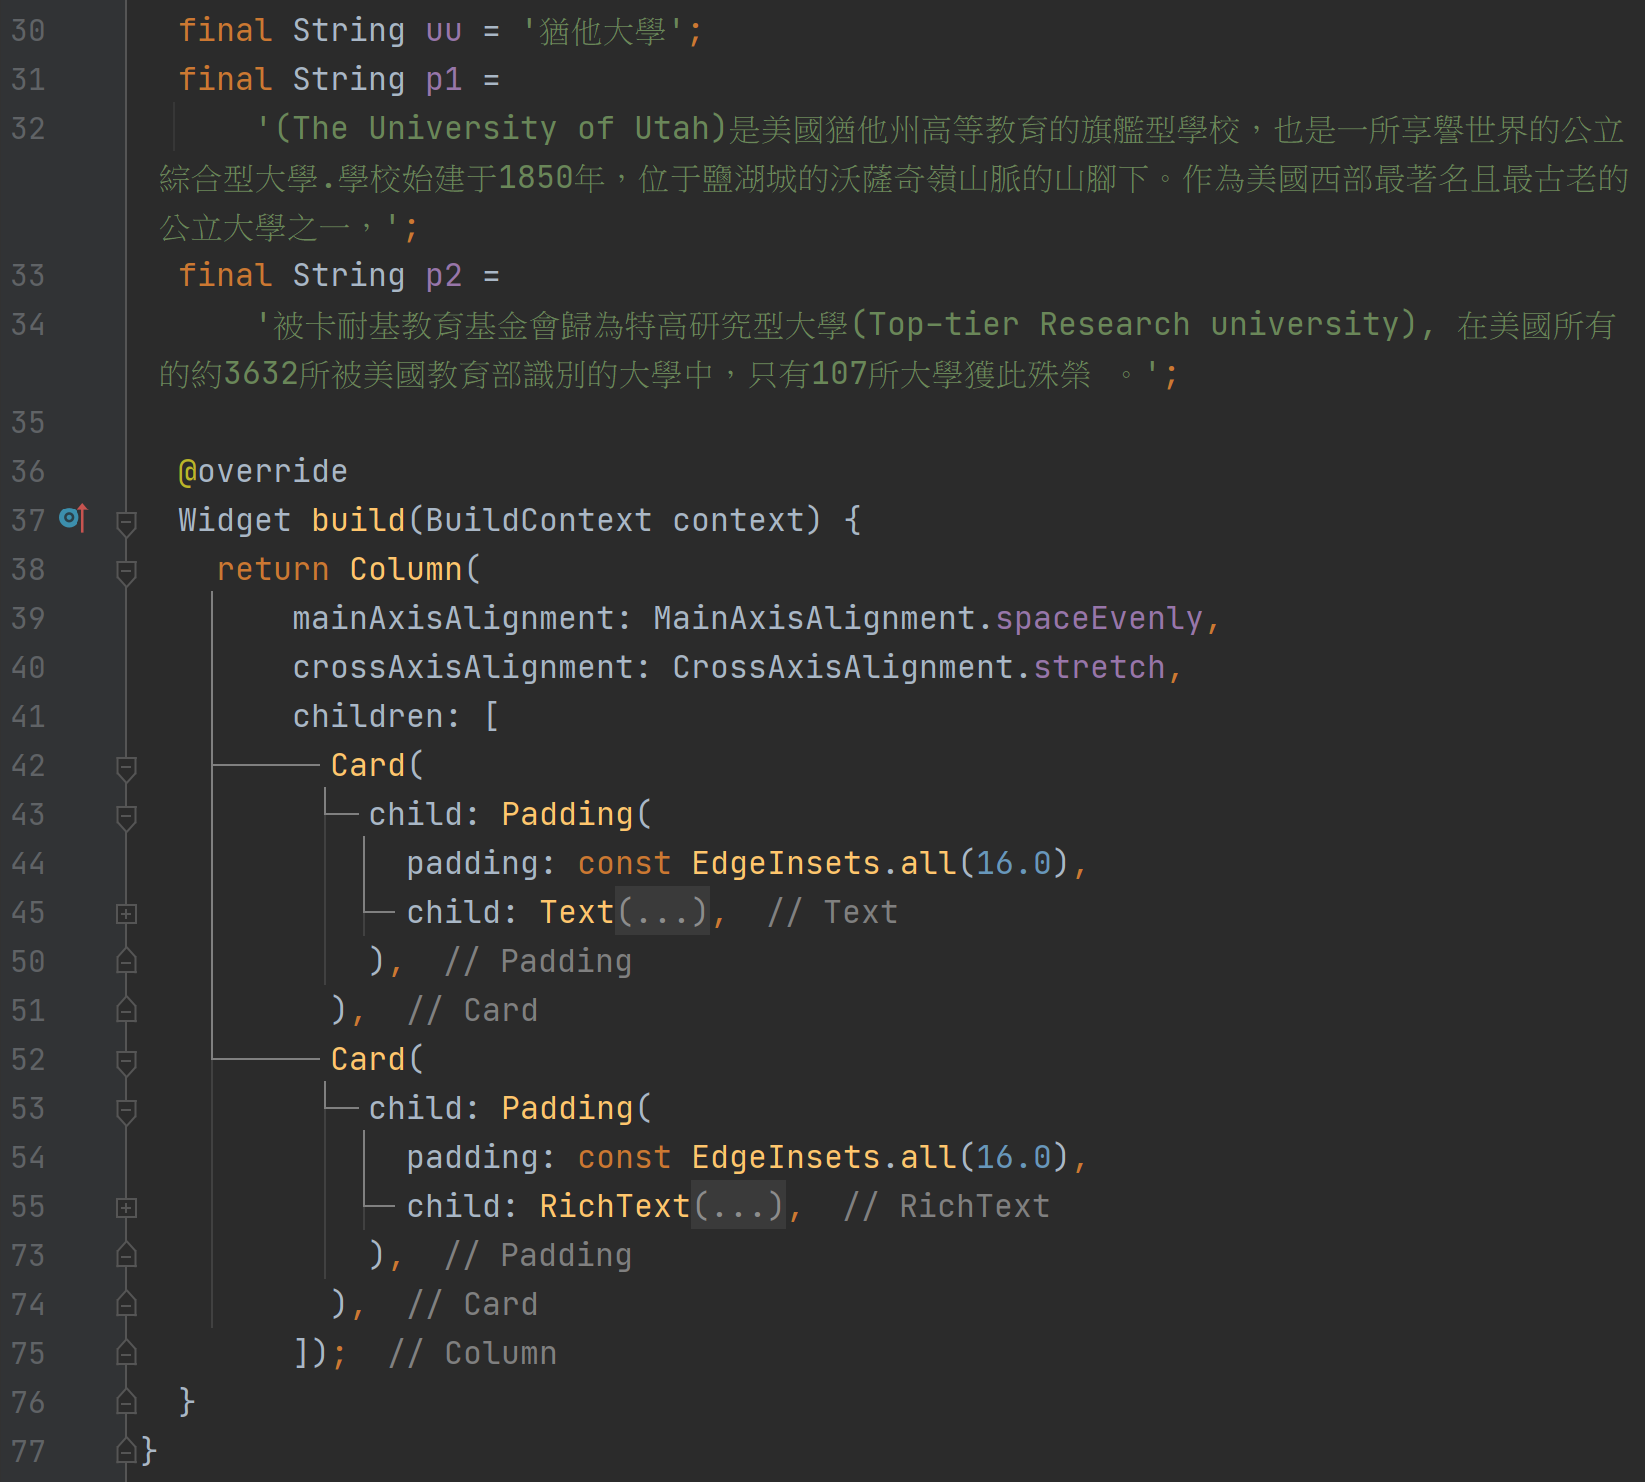 30 final String uu = '猶他大學';
31 final String p1 =
32 '(The University of Utah)是美國猶他州高等教育的旗艦型學校，也是一所享譽世界的公立
綜合型大學.學校始建于1850年，位于鹽湖城的沃薩奇嶺山脈的山腳下。作為美國西部最著名且最古老的
公立大學之一，';
33 final String p2 =
34 '被卡耐基教育基金會歸為特高研究型大學(Top-tier Research university), 在美國所有
的約3632所被美國教育部識別的大學中，只有107所大學獲此殊榮 。';
35
36 @override
37 Widget build(BuildContext context) {
38 return Column(
39 mainAxisAlignment: MainAxisAlignment.spaceEvenly,
40 crossAxisAlignment: CrossAxisAlignment.stretch,
41 children: [
42 Card(
43 child: Padding(
44 padding: const EdgeInsets.all(16.0),
45 child: Text(...), // Text
50 ), // Padding
51 ), // Card
52 Card(
53 child: Padding(
54 padding: const EdgeInsets.all(16.0),
55 child: RichText(...), // RichText
73 ), // Padding
74 ), // Card
75 ]); // Column
76 }
77 }